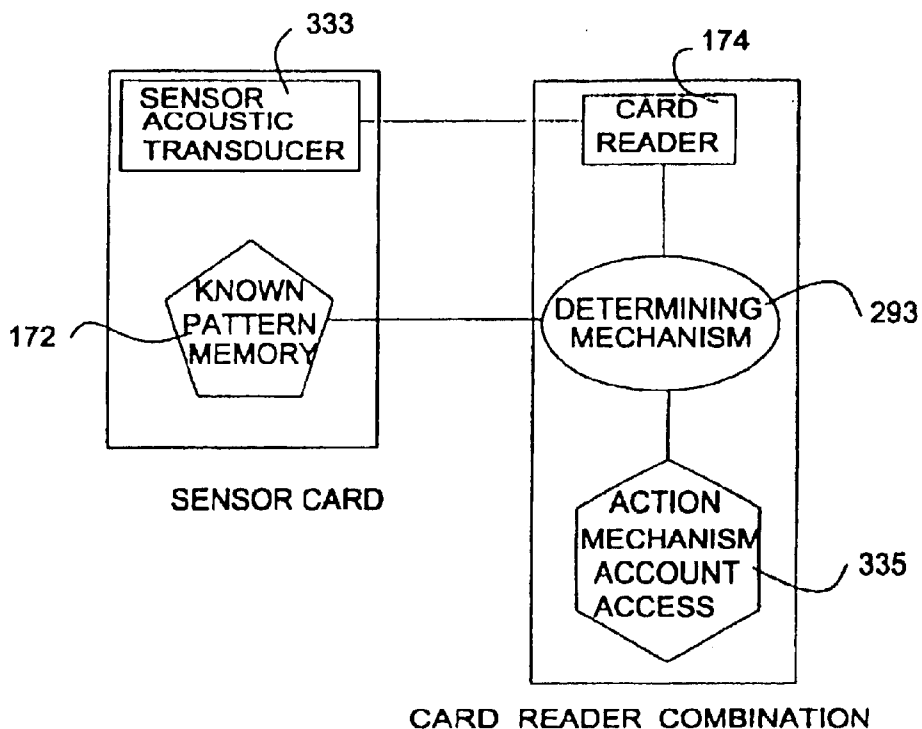 333
SENSOR
ACOUSTIC
TRANSDUCER
172
KNOWN
PATTERN
MEMORY
SENSOR CARD
174
CARD
READER
DETERMINING
MECHANISM
293
ACTION
MECHANISM
ACCOUNT
ACCESS
335
CARD READER COMBINATION